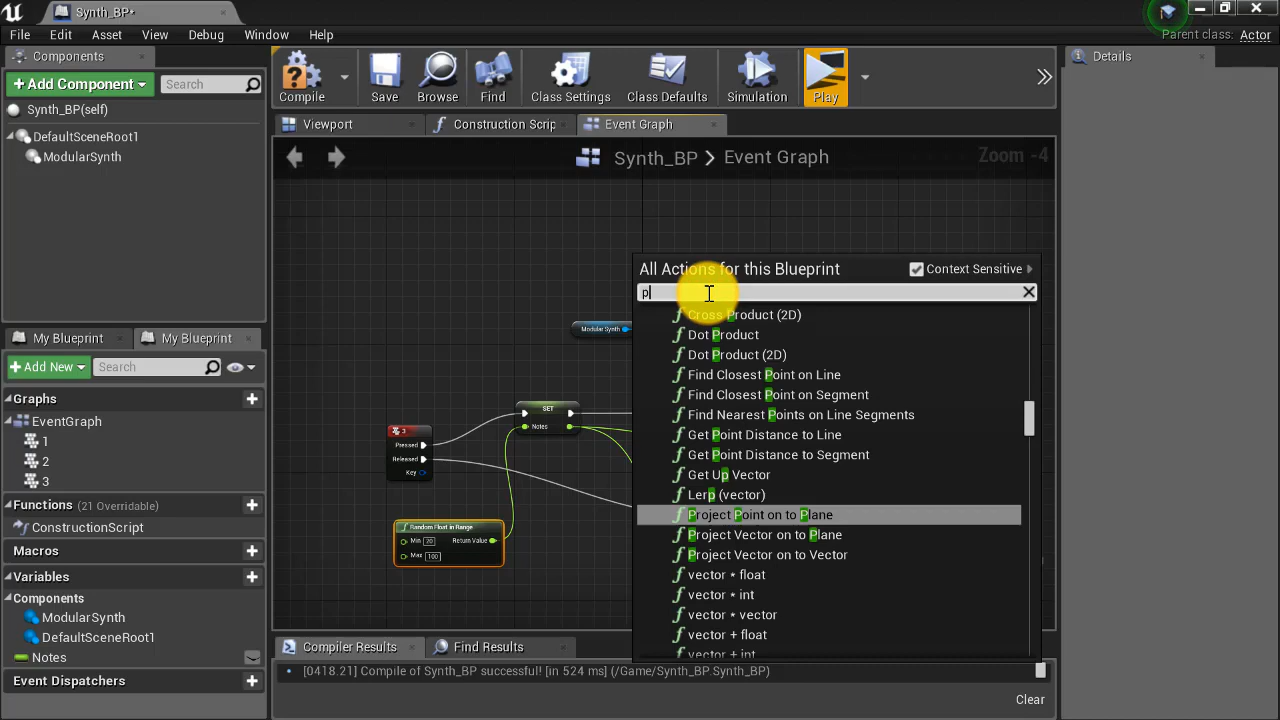 Synth_BP*
File Edit Asset View Debug Window Help
Parent class: Actor
Components
Add Component
Search
Synth_BP(self)
DefaultSceneRoot1
ModularSynth
Compile
Save
Browse
Find
Class Settings
Class Defaults
Simulation
Play
Details
Viewport
Construction Scrip
Event Graph
Synth_BP > Event Graph
Zoom -4
Modular Synth
SET
Notes
3
Pressed
Released
Key
Random Float in Range
Min 20
Return Value
Max 100
All Actions for this Blueprint
Context Sensitive
p
Cross Product (2D)
Dot Product
Dot Product (2D)
Find Closest Point on Line
Find Closest Point on Segment
Find Nearest Points on Line Segments
Get Point Distance to Line
Get Point Distance to Segment
Get Up Vector
Lerp (vector)
Project Point on to Plane
Project Vector on to Plane
Project Vector on to Vector
vector * float
vector * int
vector * vector
vector + float
vector + int
My Blueprint
My Blueprint
Add New
Search
Graphs
EventGraph
1
2
3
Functions (21 Overridable)
ConstructionScript
Macros
Variables
Components
ModularSynth
DefaultSceneRoot1
Notes
Event Dispatchers
Compiler Results
Find Results
[0418.21] Compile of Synth_BP successful! [in 524 ms] (/Game/Synth_BP.Synth_BP)
Clear